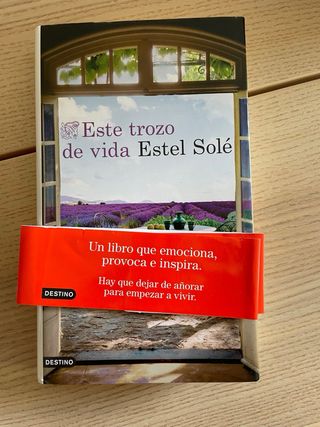 Este trozo
de vida Estel Solé
Un libro que emociona,
provoca e inspira.
Hay que dejar de añorar
para empezar a vivir.
DESTINO
DESTINO